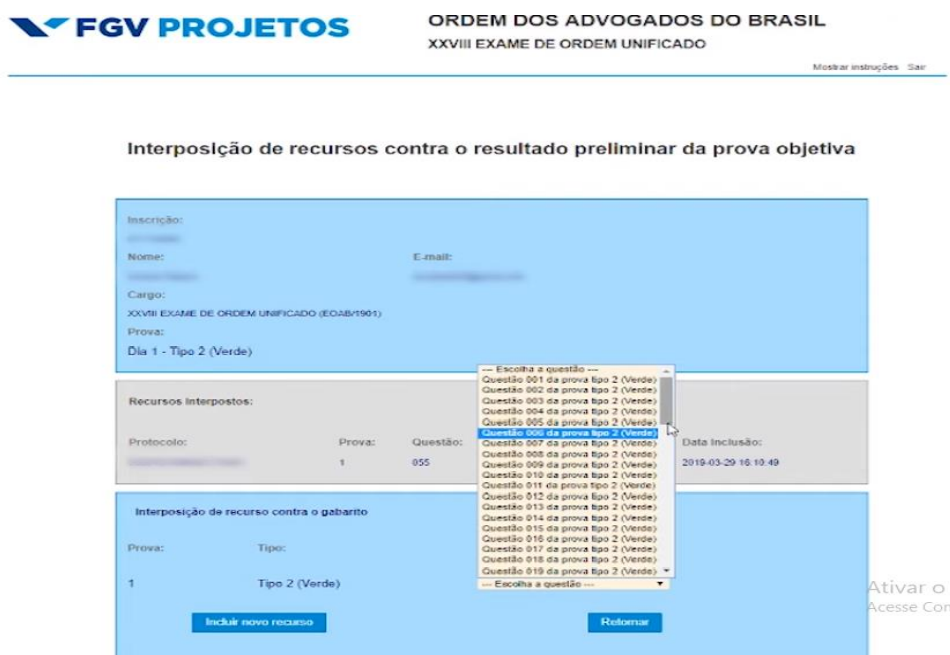 FGV PROJETOS
ORDEM DOS ADVOGADOS DO BRASIL
XXVIII EXAME DE ORDEM UNIFICADO
Mostrar instruções Sair
Interposição de recursos contra o resultado preliminar da prova objetiva
Inscrição:
Nome: E-mail:
Cargo:
XXVIII EXAME DE ORDEM UNIFICADO (EOAB/1901)
Prova:
Dia 1 - Tipo 2 (Verde)
Recursos Interpostos:
Protocolo: Prova: Questão: Data Inclusão:
1 055 2019-03-29 16:10:49
--- Escolha a questão ---
Questão 001 da prova tipo 2 (Verde)
Questão 002 da prova tipo 2 (Verde)
Questão 003 da prova tipo 2 (Verde)
Questão 004 da prova tipo 2 (Verde)
Questão 005 da prova tipo 2 (Verde)
Questão 006 da prova tipo 2 (Verde)
Questão 007 da prova tipo 2 (Verde)
Questão 008 da prova tipo 2 (Verde)
Questão 009 da prova tipo 2 (Verde)
Questão 010 da prova tipo 2 (Verde)
Questão 011 da prova tipo 2 (Verde)
Questão 012 da prova tipo 2 (Verde)
Questão 013 da prova tipo 2 (Verde)
Questão 014 da prova tipo 2 (Verde)
Questão 015 da prova tipo 2 (Verde)
Questão 016 da prova tipo 2 (Verde)
Questão 017 da prova tipo 2 (Verde)
Questão 018 da prova tipo 2 (Verde)
Questão 019 da prova tipo 2 (Verde)
Interposição de recurso contra o gabarito
Prova: Tipo:
1 Tipo 2 (Verde) --- Escolha a questão ---
Incluir novo recurso Retornar
Ativar o
Acesse Con